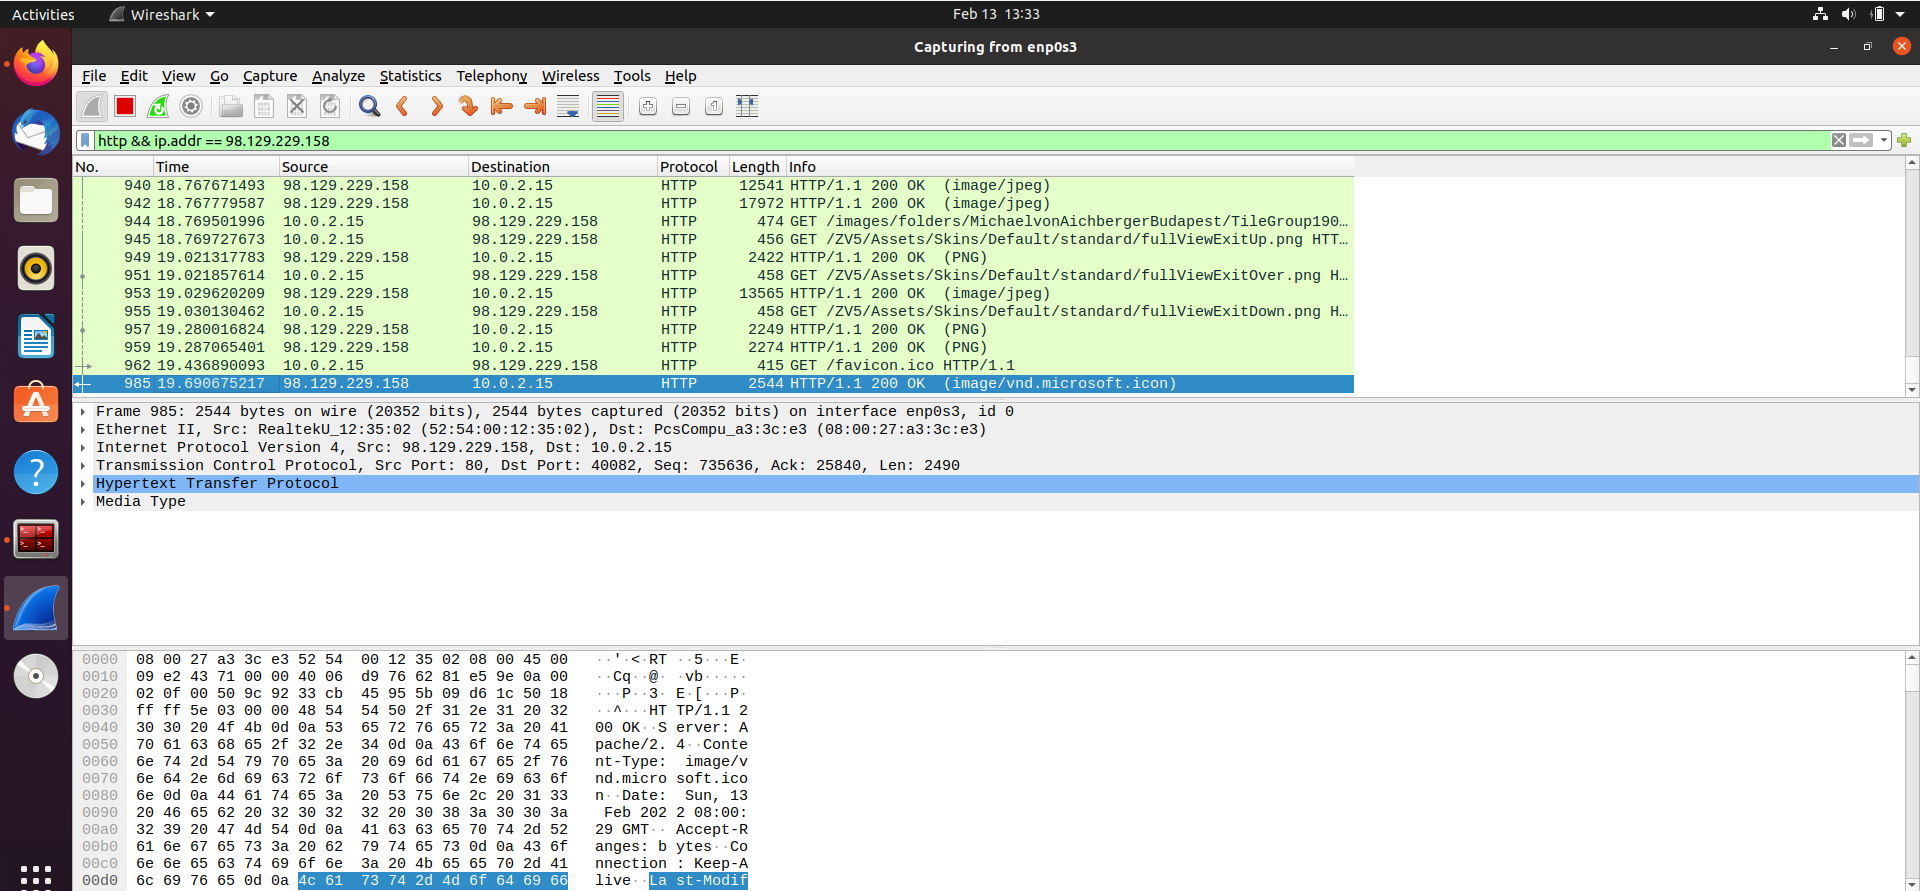 Activities Wireshark Feb 13 13:33
Capturing from enp0s3
File Edit View Go Capture Analyze Statistics Telephony Wireless Tools Help
http && ip.addr == 98.129.229.158
No. Time Source Destination Protocol Length Info
940 18.767671493 98.129.229.158 10.0.2.15 HTTP 12541 HTTP/1.1 200 OK (image/jpeg)
942 18.767779587 98.129.229.158 10.0.2.15 HTTP 17972 HTTP/1.1 200 OK (image/jpeg)
944 18.769501996 10.0.2.15 98.129.229.158 HTTP 474 GET /images/folders/MichaelvonAichbergerBudapest/TileGroup190…
945 18.769727673 10.0.2.15 98.129.229.158 HTTP 456 GET /ZV5/Assets/Skins/Default/standard/fullViewExitUp.png HTT…
949 19.021317783 98.129.229.158 10.0.2.15 HTTP 2422 HTTP/1.1 200 OK (PNG)
951 19.021857614 10.0.2.15 98.129.229.158 HTTP 458 GET /ZV5/Assets/Skins/Default/standard/fullViewExitOver.png H…
953 19.029620209 98.129.229.158 10.0.2.15 HTTP 13565 HTTP/1.1 200 OK (image/jpeg)
955 19.030130462 10.0.2.15 98.129.229.158 HTTP 458 GET /ZV5/Assets/Skins/Default/standard/fullViewExitDown.png H…
957 19.280016824 98.129.229.158 10.0.2.15 HTTP 2249 HTTP/1.1 200 OK (PNG)
959 19.287065401 98.129.229.158 10.0.2.15 HTTP 2274 HTTP/1.1 200 OK (PNG)
962 19.436890093 10.0.2.15 98.129.229.158 HTTP 415 GET /favicon.ico HTTP/1.1
985 19.690675217 98.129.229.158 10.0.2.15 HTTP 2544 HTTP/1.1 200 OK (image/vnd.microsoft.icon)
Frame 985: 2544 bytes on wire (20352 bits), 2544 bytes captured (20352 bits) on interface enp0s3, id 0
Ethernet II, Src: RealtekU_12:35:02 (52:54:00:12:35:02), Dst: PcsCompu_a3:3c:e3 (08:00:27:a3:3c:e3)
Internet Protocol Version 4, Src: 98.129.229.158, Dst: 10.0.2.15
Transmission Control Protocol, Src Port: 80, Dst Port: 40082, Seq: 735636, Ack: 25840, Len: 2490
Hypertext Transfer Protocol
Media Type
0000 08 00 27 a3 3c e3 52 54 00 12 35 02 08 00 45 00 ··'·<·RT ··5···E·
0010 09 e2 43 71 00 00 40 06 d9 76 62 81 e5 9e 0a 00 ··Cq··@· ·vb·····
0020 02 0f 00 50 9c 92 33 cb 45 95 5b 09 d6 1c 50 18 ···P··3· E·[···P·
0030 ff ff 5e 03 00 00 48 54 54 50 2f 31 2e 31 20 32 ··^···HT TP/1.1 2
0040 30 30 20 4f 4b 0d 0a 53 65 72 76 65 72 3a 20 41 00 OK··S erver: A
0050 70 61 63 68 65 2f 32 2e 34 0d 0a 43 6f 6e 74 65 pache/2. 4··Conte
0060 6e 74 2d 54 79 70 65 3a 20 69 6d 61 67 65 2f 76 nt-Type: image/v
0070 6e 64 2e 6d 69 63 72 6f 73 6f 66 74 2e 69 63 6f nd.micro soft.ico
0080 6e 0d 0a 44 61 74 65 3a 20 53 75 6e 2c 20 31 33 n··Date: Sun, 13
0090 20 46 65 62 20 32 30 32 32 20 30 38 3a 30 30 3a Feb 202 2 08:00:
00a0 32 39 20 47 4d 54 0d 0a 41 63 63 65 70 74 2d 52 29 GMT·· Accept-R
00b0 61 6e 67 65 73 3a 20 62 79 74 65 73 0d 0a 43 6f anges: b ytes··Co
00c0 6e 6e 65 63 74 69 6f 6e 3a 20 4b 65 65 70 2d 41 nnection : Keep-A
00d0 6c 69 76 65 0d 0a 4c 61 73 74 2d 4d 6f 64 69 66 live··La st-Modif